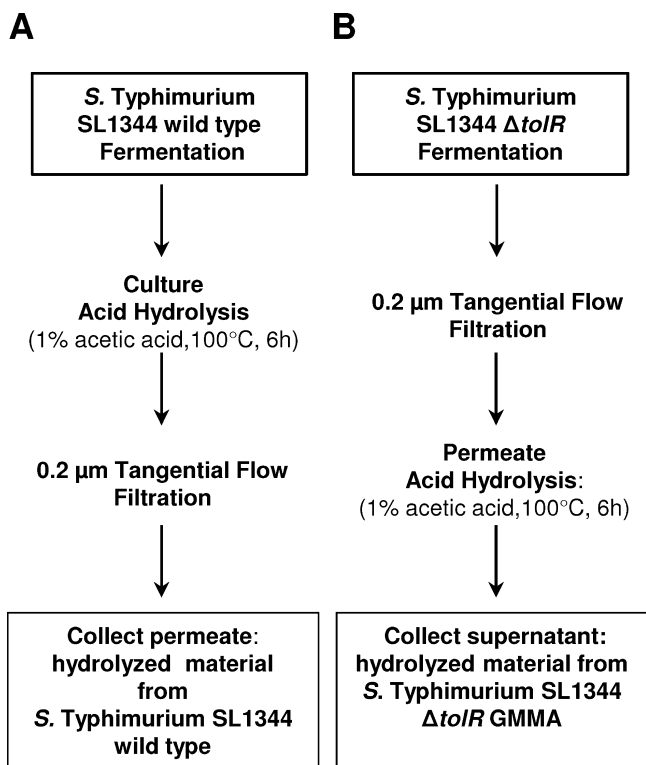 A
S. Typhimurium
SL1344 wild type
Fermentation
Culture
Acid Hydrolysis
(1% acetic acid,100°C, 6h)
0.2 µm Tangential Flow
Filtration
Collect permeate:
hydrolyzed material
from
S. Typhimurium SL1344
wild type
B
S. Typhimurium
SL1344 ΔtolR
Fermentation
0.2 µm Tangential Flow
Filtration
Permeate
Acid Hydrolysis:
(1% acetic acid,100°C, 6h)
Collect supernatant:
hydrolyzed material from
S. Typhimurium SL1344
ΔtolR GMMA